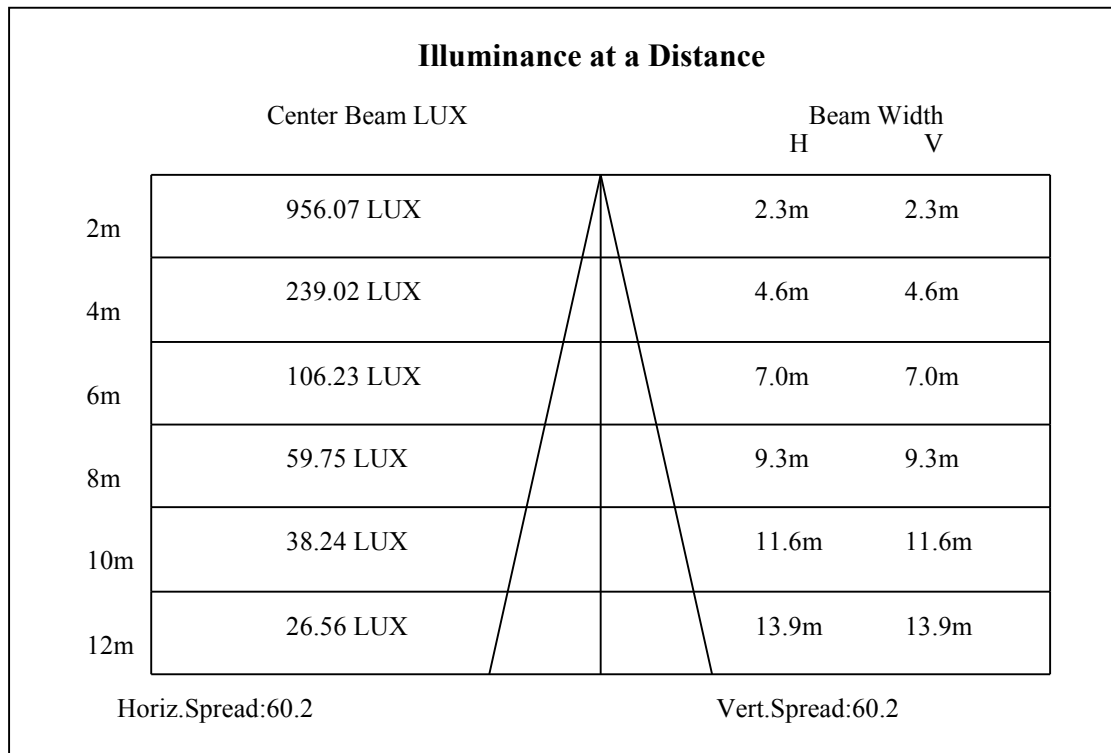 Illuminance at a Distance
Center Beam LUX Beam Width
H V
2m 956.07 LUX 2.3m 2.3m
4m 239.02 LUX 4.6m 4.6m
6m 106.23 LUX 7.0m 7.0m
8m 59.75 LUX 9.3m 9.3m
10m 38.24 LUX 11.6m 11.6m
12m 26.56 LUX 13.9m 13.9m
Horiz.Spread:60.2 Vert.Spread:60.2